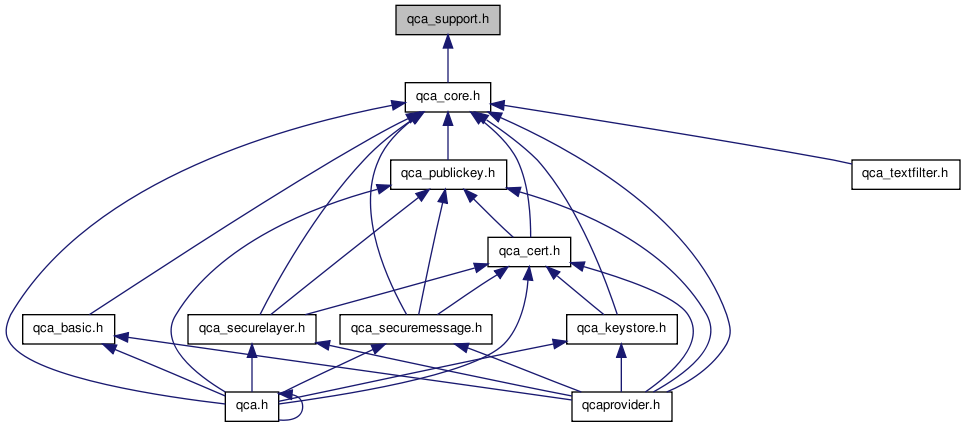 qca_support.h
qca_core.h
qca_publickey.h
qca_textfilter.h
qca_cert.h
qca_basic.h
qca_securelayer.h
qca_securemessage.h
qca_keystore.h
qca.h
qcaprovider.h